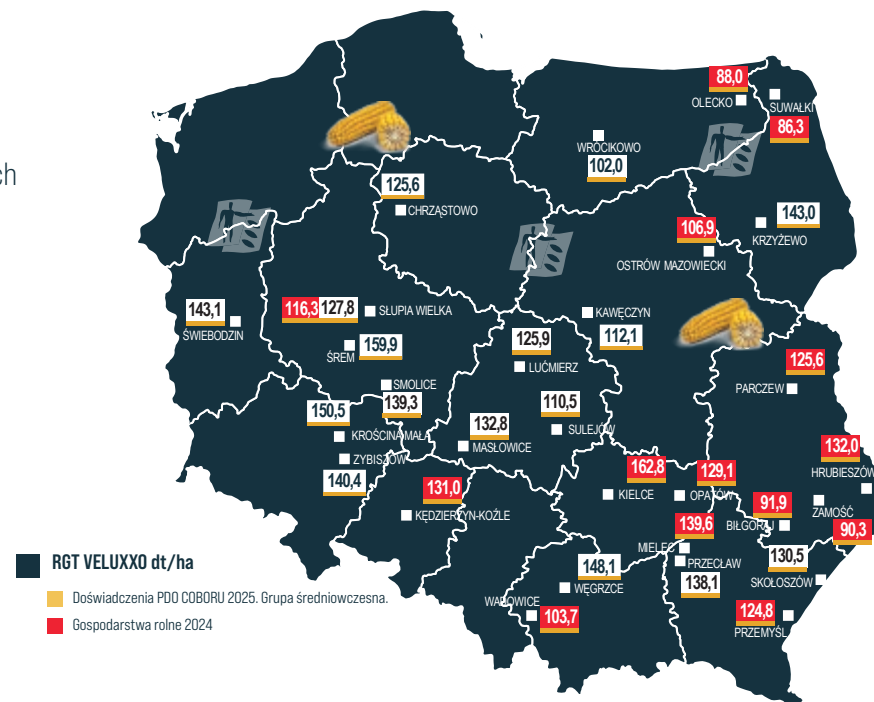 ch
88,0
OLECKO
SUWAŁKI
86,3
WRÓCIKOWO
102,0
125,6
CHRZĄSTOWO
143,0
KRZYŻEWO
106,9
OSTRÓW MAZOWIECKI
143,1
ŚWIEBODZIN
116,3 127,8
SŁUPIA WIELKA
ŚREM
159,9
KAWĘCZYN
112,1
125,9
LUĆMIERZ
125,6
PARCZEW
SMOLICE
139,3
150,5
KROŚCINA MAŁA
ZYBISZÓW
140,4
132,8
MASŁOWICE
110,5
SULEJÓW
132,0
HRUBIESZÓW
162,8
KIELCE
129,1
OPATÓW
131,0
KĘDZIERZYN-KOŹLE
91,9
BIŁGORAJ
ZAMOŚĆ
90,3
139,6
MIELEC
PRZECŁAW
138,1
130,5
SKOŁOSZÓW
148,1
WĘGRZCE
WADOWICE
103,7
124,8
PRZEMYŚL
RGT VELUXXO dt/ha
Doświadczenia PDO COBORU 2025. Grupa średniowczesna.
Gospodarstwa rolne 2024